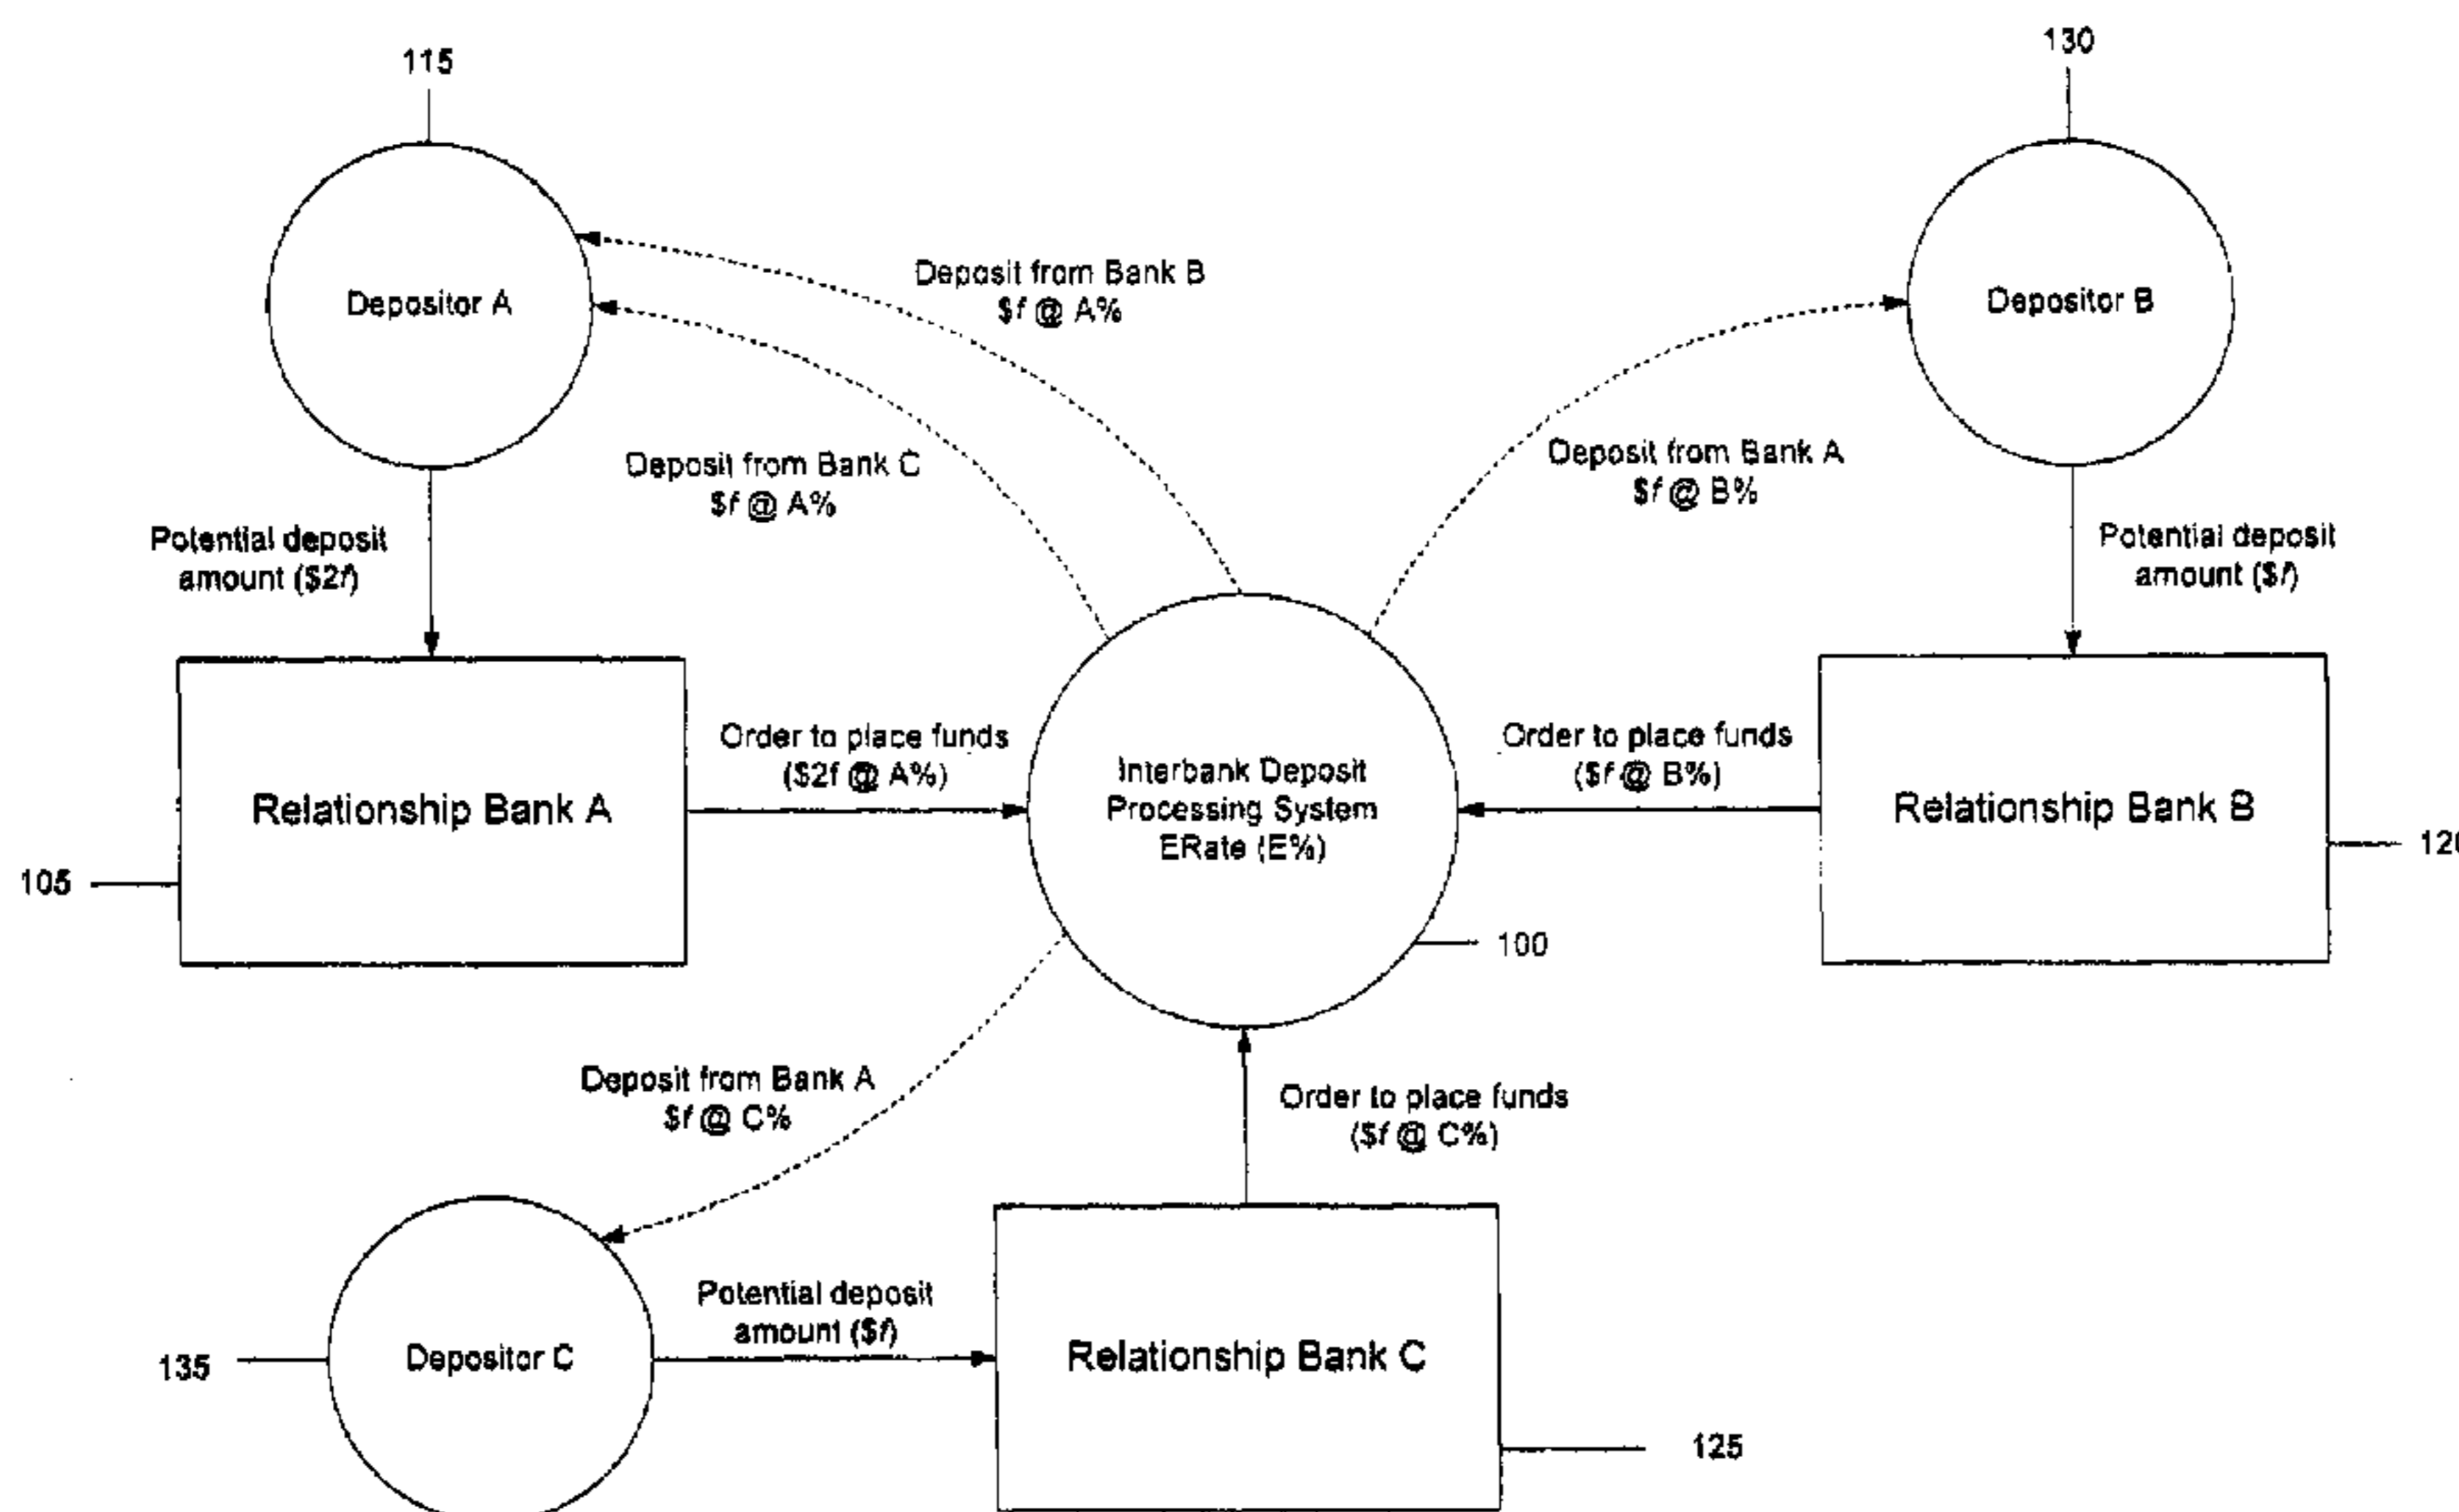 115
130
Depositor A
Deposit from Bank B
$f @ A%
Depositor B
Deposit from Bank C
$f @ A%
Deposit from Bank A
$f @ B%
Potential deposit
amount ($2f)
Potential deposit
amount ($f)
Order to place funds
($2f @ A%)
Order to place funds
($f @ B%)
Interbank Deposit
Processing System
ERate (E%)
Relationship Bank A
Relationship Bank B
105
120
100
Deposit from Bank A
$f @ C%
Order to place funds
($f @ C%)
Potential deposit
amount ($f)
Depositor C
Relationship Bank C
135
125